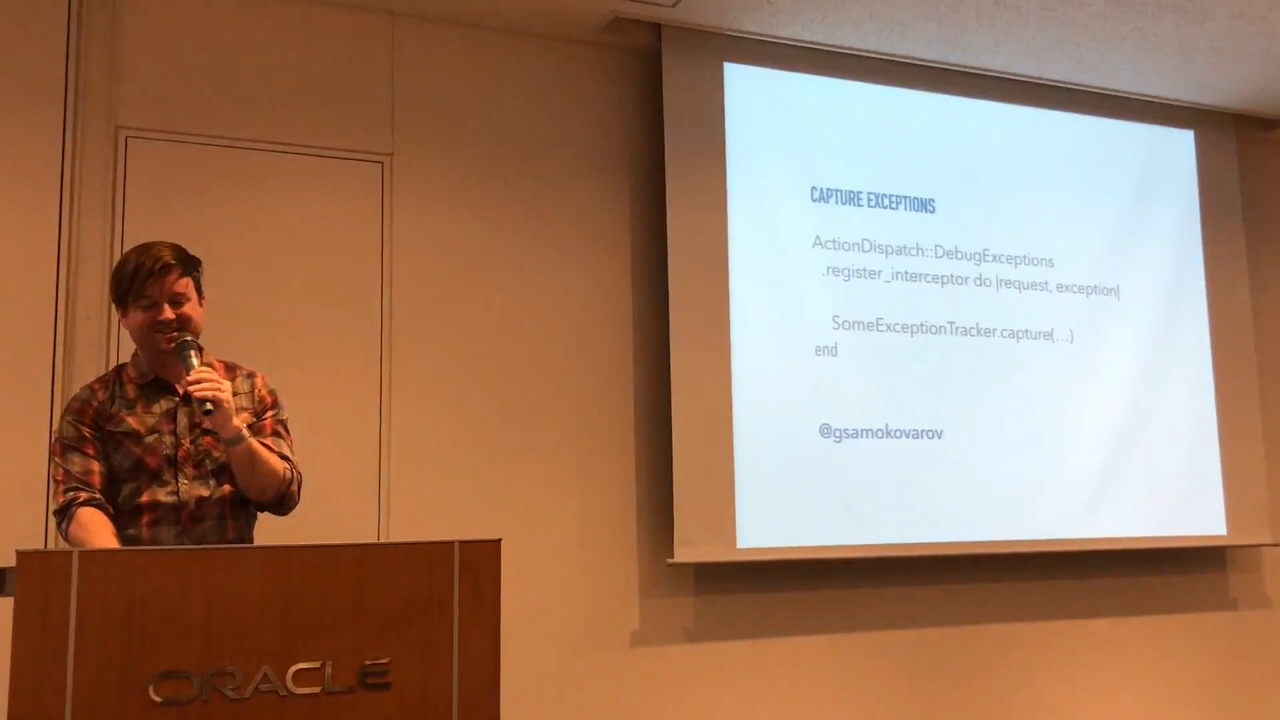 CAPTURE EXCEPTIONS
ActionDispatch::DebugExceptions
.register_interceptor do |request, exception|
SomeExceptionTracker.capture(...)
end
@gsamokovarov
ORACLE